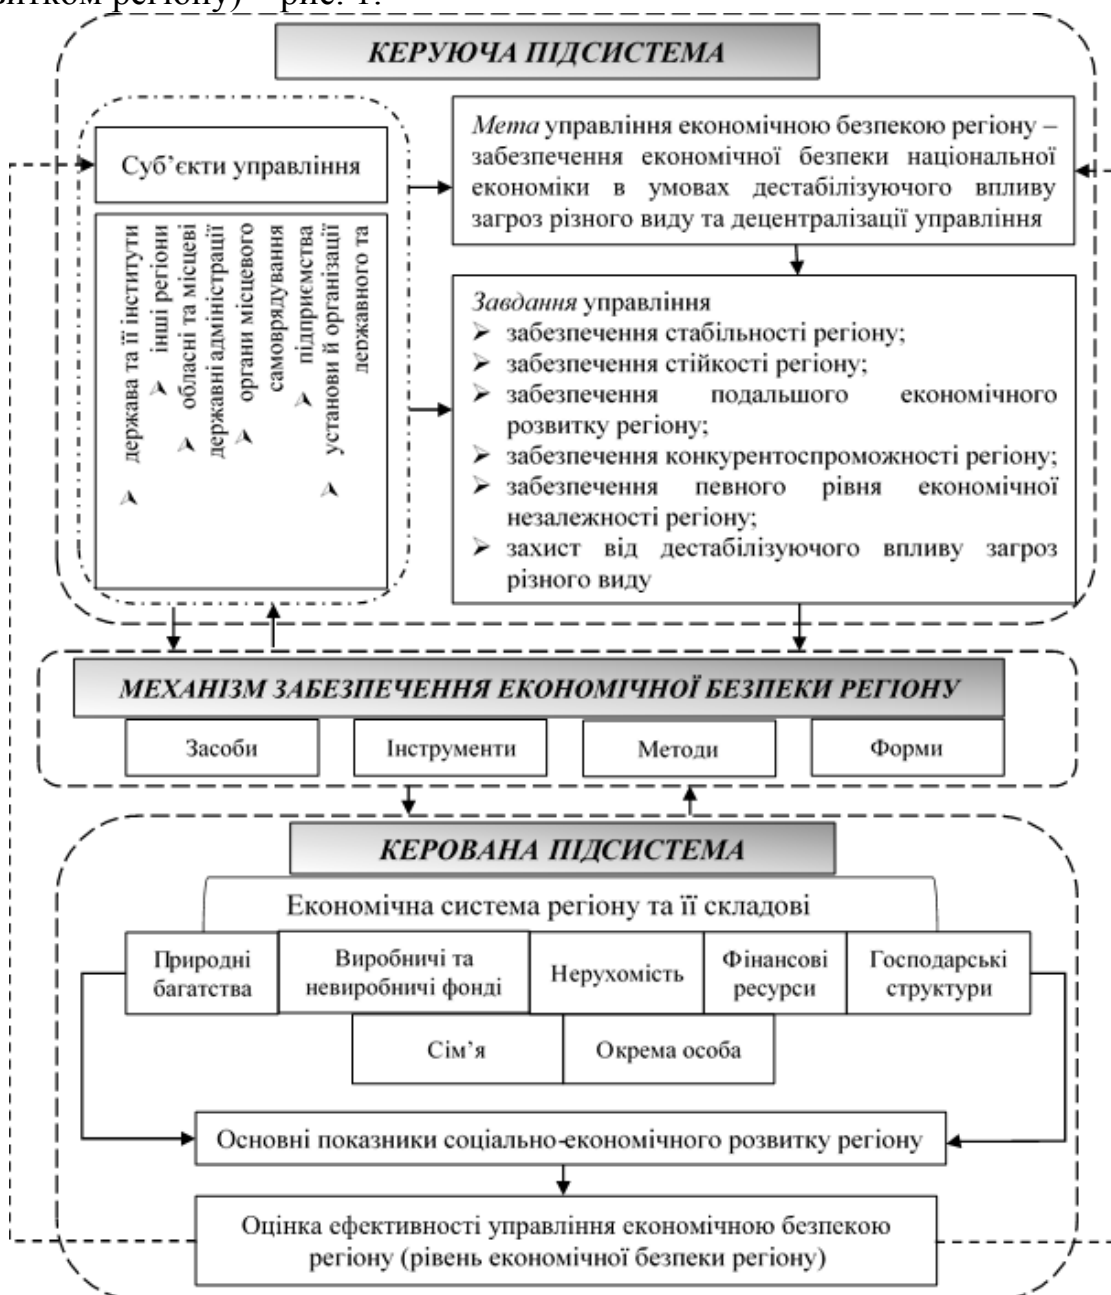 витком регіону) – рис. 1.
КЕРУЮЧА ПІДСИСТЕМА
Суб’єкти управління
➢ держава та її інститути
➢ інші регіони
➢ обласні та місцеві
державні адміністрації
➢ органи місцевого
самоврядування
➢ підприємства
➢ установи й організації
державного та
Мета управління економічною безпекою регіону –
забезпечення економічної безпеки національної
економіки в умовах дестабілізуючого впливу
загроз різного виду та децентралізації управління
Завдання управління
➢ забезпечення стабільності регіону;
➢ забезпечення стійкості регіону;
➢ забезпечення подальшого економічного
розвитку регіону;
➢ забезпечення конкурентоспроможності регіону;
➢ забезпечення певного рівня економічної
незалежності регіону;
➢ захист від дестабілізуючого впливу загроз
різного виду
МЕХАНІЗМ ЗАБЕЗПЕЧЕННЯ ЕКОНОМІЧНОЇ БЕЗПЕКИ РЕГІОНУ
Засоби
Інструменти
Методи
Форми
КЕРОВАНА ПІДСИСТЕМА
Економічна система регіону та її складові
Природні
багатства
Виробничі та
невиробничі фонді
Нерухомість
Фінансові
ресурси
Господарські
структури
Сім’я
Окрема особа
Основні показники соціально-економічного розвитку регіону
Оцінка ефективності управління економічною безпекою
регіону (рівень економічної безпеки регіону)